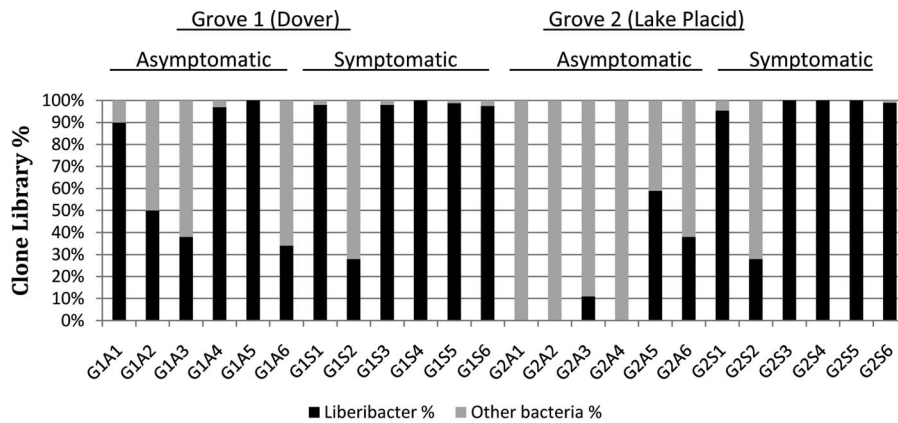 Grove 1 (Dover) Grove 2 (Lake Placid)
Asymptomatic Symptomatic Asymptomatic Symptomatic
Clone Library %
100%
90%
80%
70%
60%
50%
40%
30%
20%
10%
0%
G1A1 G1A2 G1A3 G1A4 G1A5 G1A6 G1S1 G1S2 G1S3 G1S4 G1S5 G1S6 G2A1 G2A2 G2A3 G2A4 G2A5 G2A6 G2S1 G2S2 G2S3 G2S4 G2S5 G2S6
Liberibacter % Other bacteria %